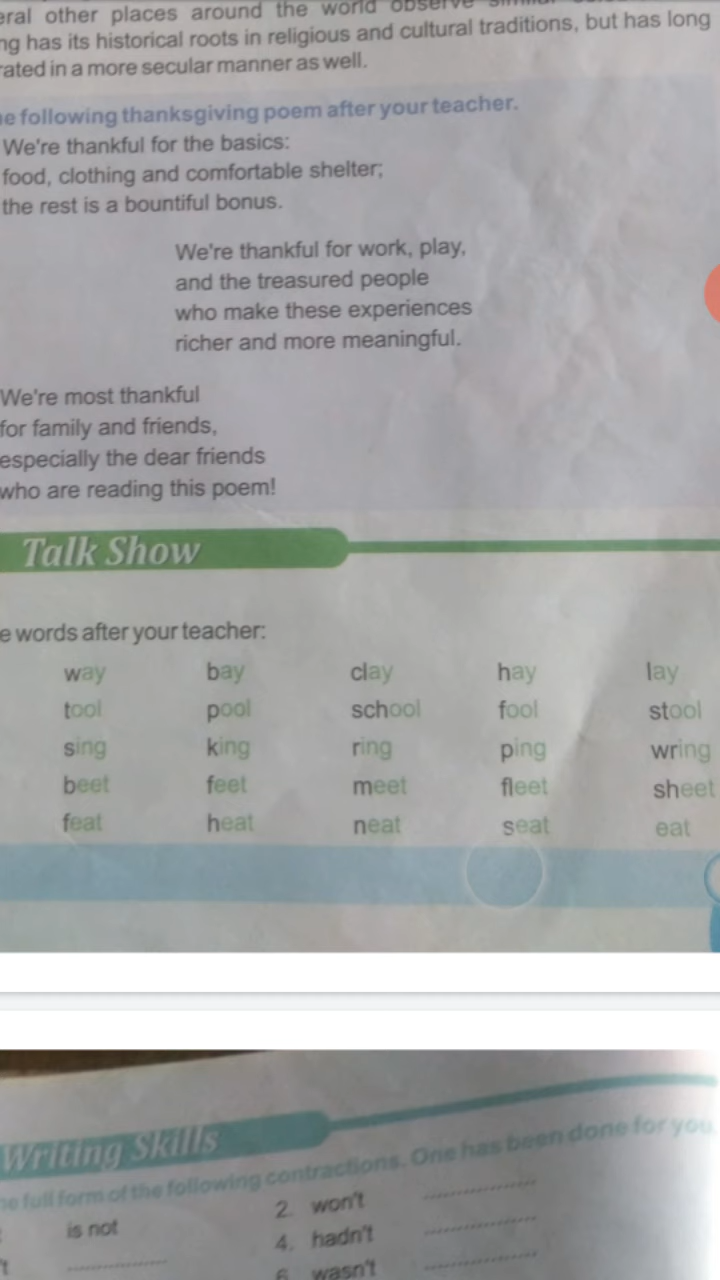 other places around the world observe
has its historical roots in religious and cultural traditions, but has long
in a more secular manner as well.
following thanksgiving poem after your teacher.
We're thankful for the basics:
food, clothing and comfortable shelter;
the rest is a bountiful bonus.
We're thankful for work, play,
and the treasured people
who make these experiences
richer and more meaningful.
We're most thankful
for family and friends,
especially the dear friends
who are reading this poem!
Talk Show
words after your teacher:
way bay clay hay lay
tool pool school fool stool
sing king ring ping wring
beet feet meet fleet sheet
feat heat neat seat eat
Writing Skills
full form of the following contractions. One has been done for you
is not 2. won't ....................
.................... 4. hadn't ....................
6. wasn't ....................